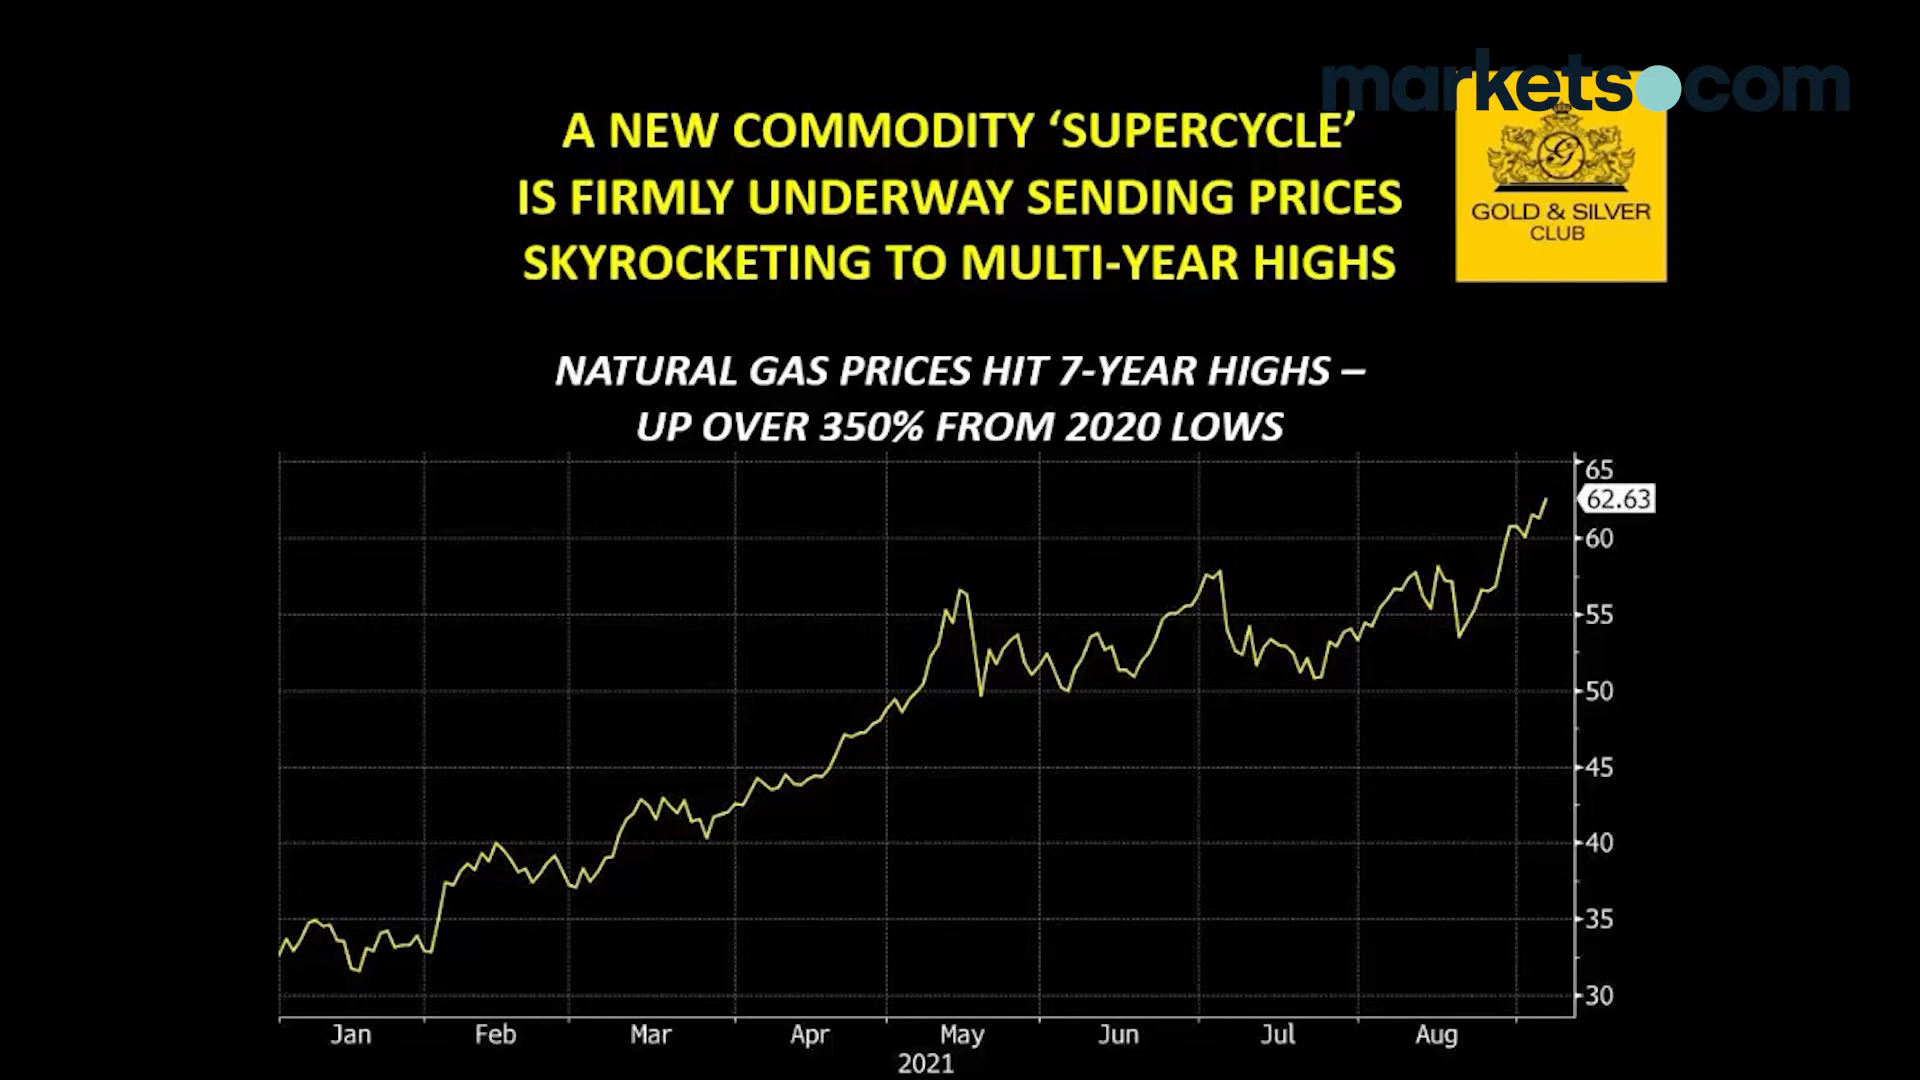 markets.com
A NEW COMMODITY ‘SUPERCYCLE’
IS FIRMLY UNDERWAY SENDING PRICES
SKYROCKETING TO MULTI-YEAR HIGHS
G
GOLD & SILVER
CLUB
NATURAL GAS PRICES HIT 7-YEAR HIGHS –
UP OVER 350% FROM 2020 LOWS
65
62.63
60
55
50
45
40
35
30
Jan Feb Mar Apr May Jun Jul Aug
2021